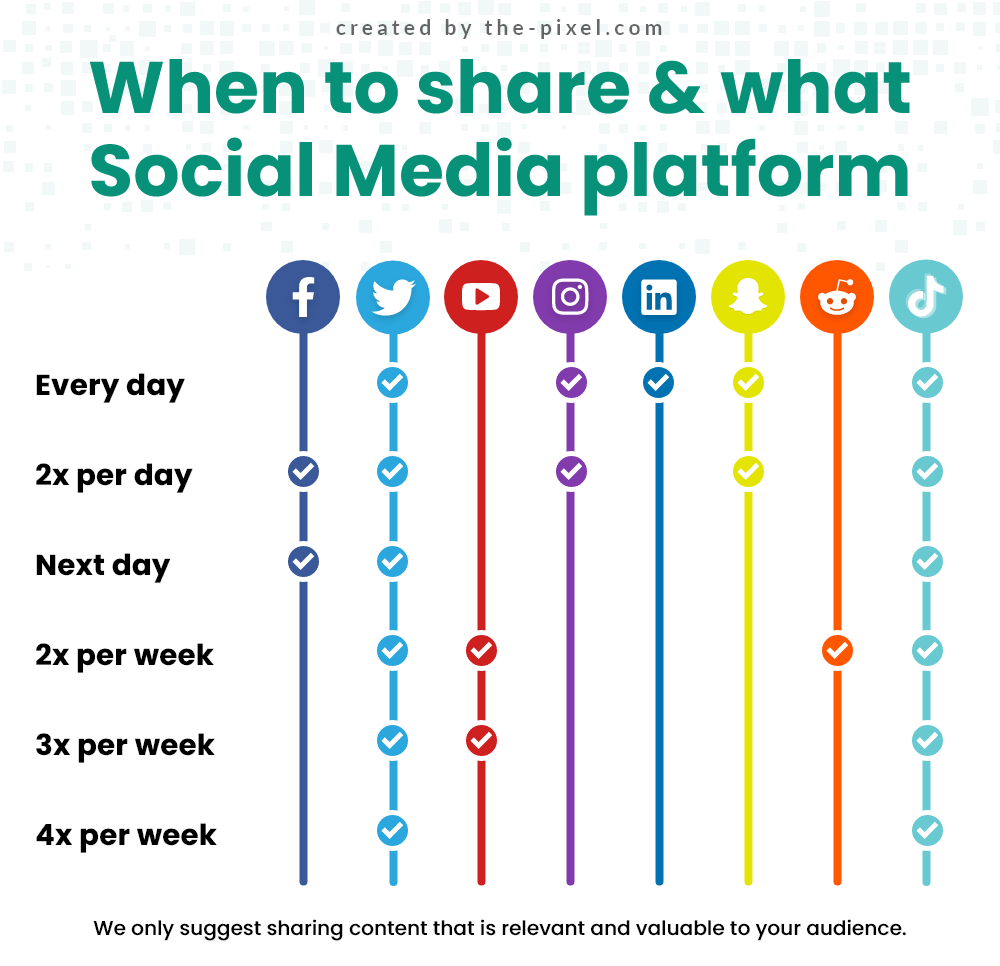 created by the-pixel.com
When to share & what
Social Media platform
Every day
2x per day
Next day
2x per week
3x per week
4x per week
We only suggest sharing content that is relevant and valuable to your audience.